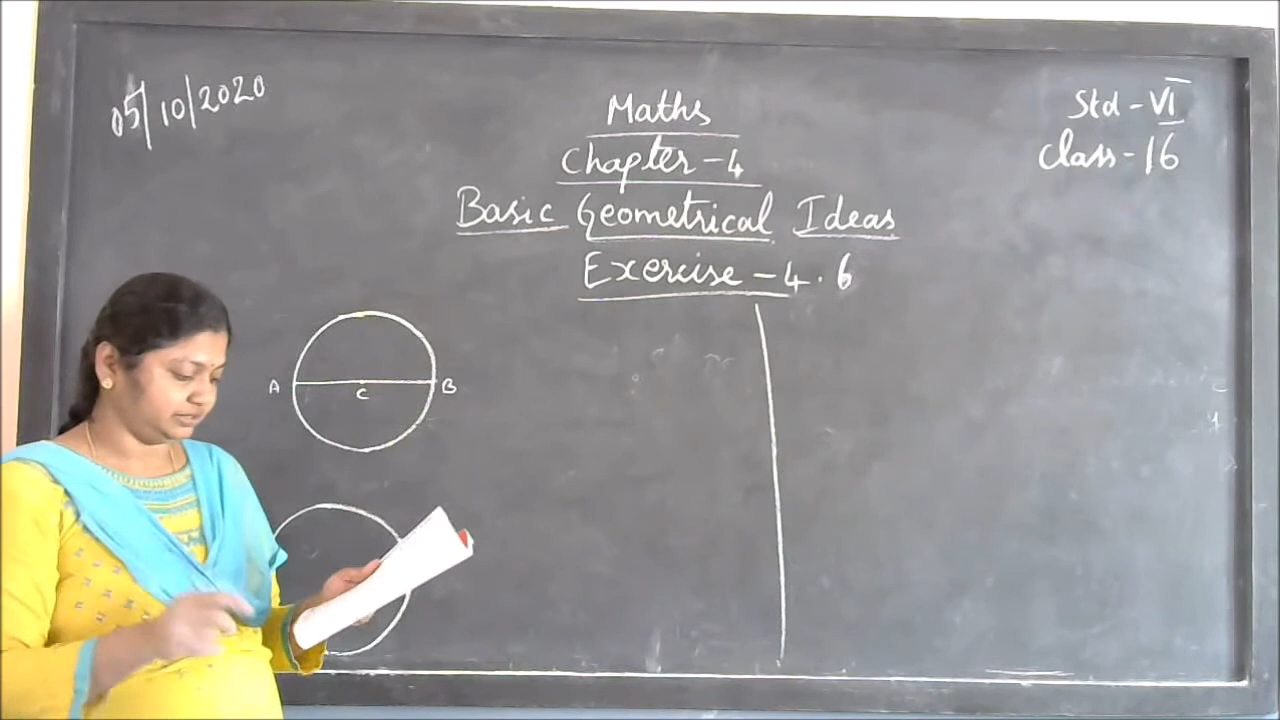 05/10/2020
Maths
Std - VI
Chapter - 4
Class - 16
Basic Geometrical Ideas
Exercise - 4.6
A
C
B